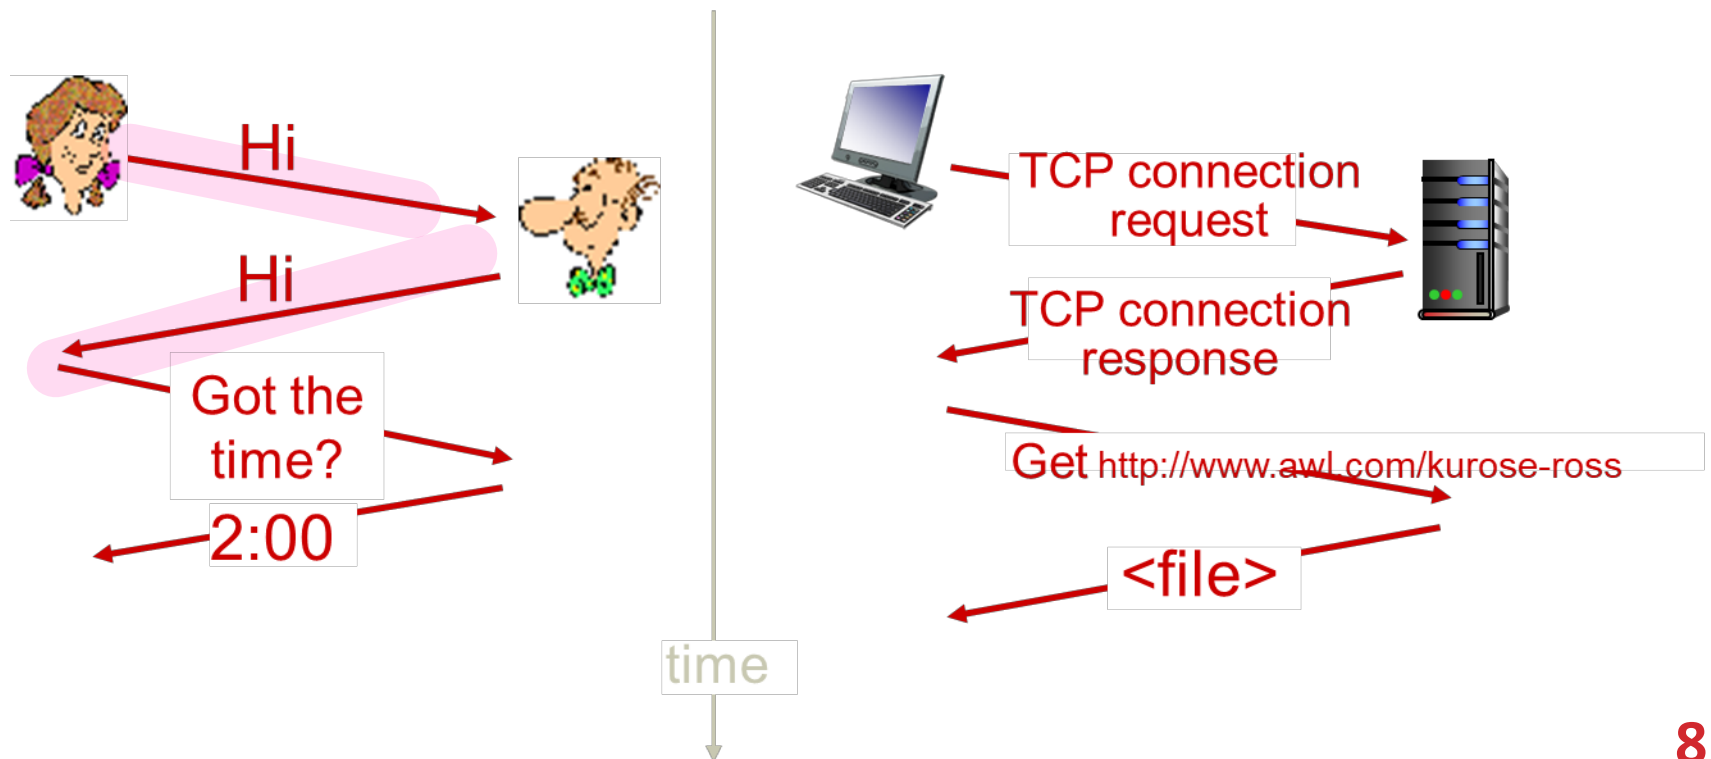 Hi
Hi
Got the
time?
2:00
time
TCP connection
request
TCP connection
response
Get http://www.awl.com/kurose-ross
<file>
8